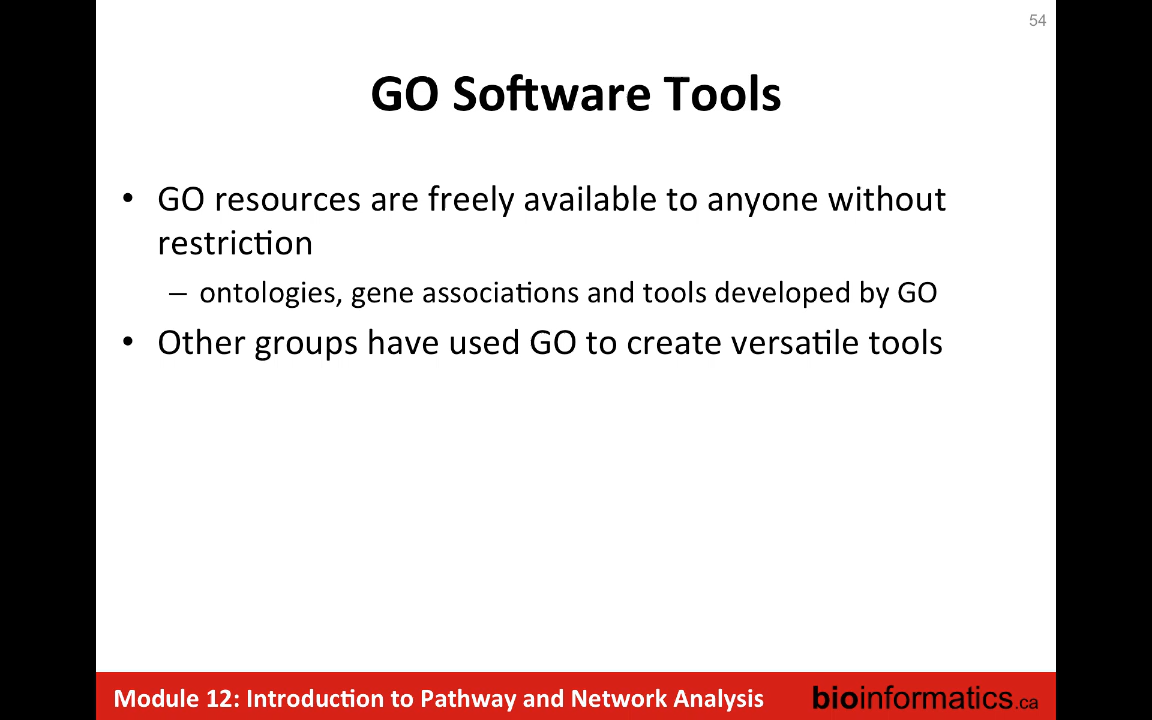 54
GO Software Tools
• GO resources are freely available to anyone without
restriction
– ontologies, gene associations and tools developed by GO
• Other groups have used GO to create versatile tools
Module 12: Introduction to Pathway and Network Analysis
bioinformatics.ca